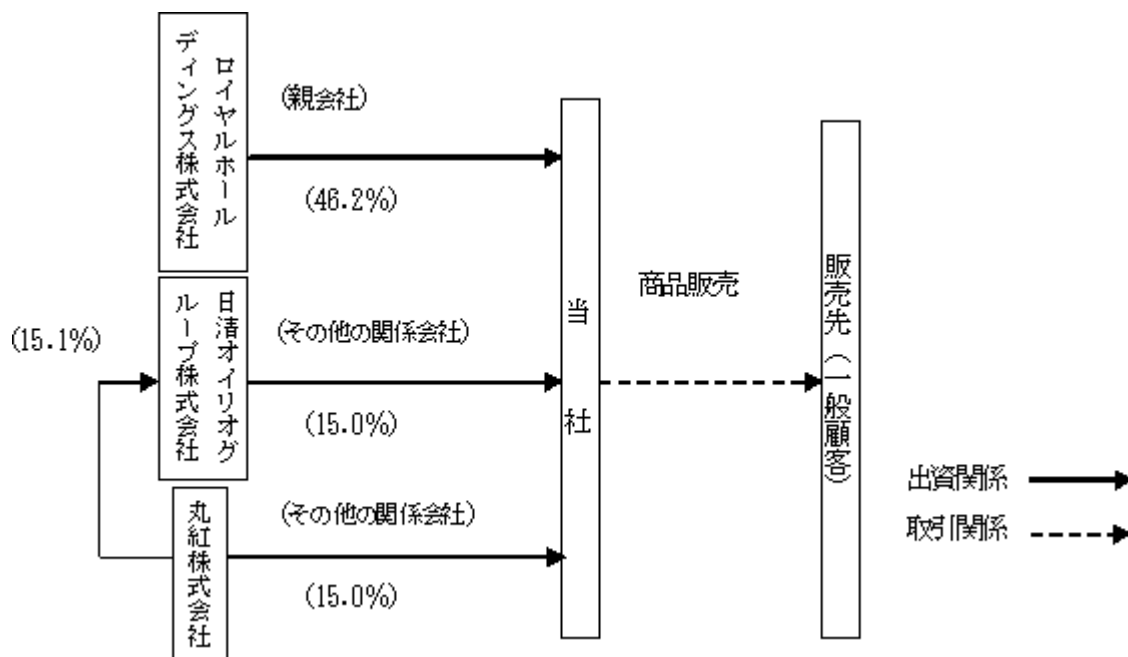 ロイヤルホール
ディングス株式会社
(親会社)
(46.2%)
日清オイリオグ
ループ株式会社
(15.1%)
(その他の関係会社)
(15.0%)
丸紅株式会社
(その他の関係会社)
(15.0%)
当社
商品販売
販売先(一般顧客)
出資関係
取引関係